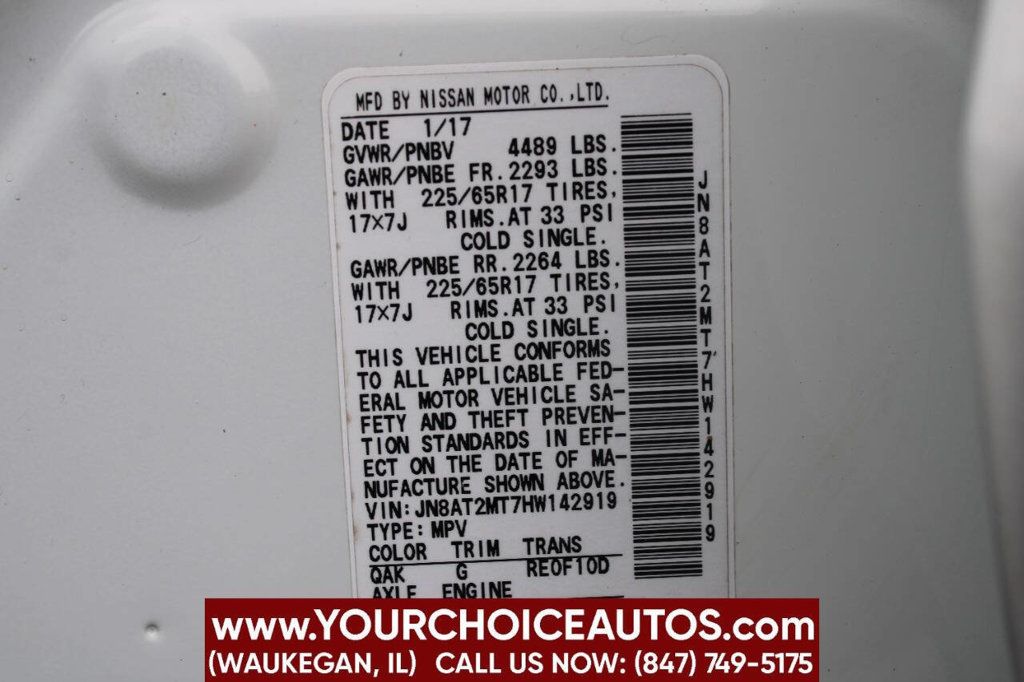 MFD BY NISSAN MOTOR CO.,LTD.
DATE 1/17
GVWR/PNBV 4489 LBS.
GAWR/PNBE FR. 2293 LBS.
WITH 225/65R17 TIRES,
17×7J RIMS.AT 33 PSI
COLD SINGLE.
GAWR/PNBE RR. 2264 LBS.
WITH 225/65R17 TIRES,
17×7J RIMS.AT 33 PSI
COLD SINGLE.
THIS VEHICLE CONFORMS
TO ALL APPLICABLE FED-
ERAL MOTOR VEHICLE SA-
FETY AND THEFT PREVEN-
TION STANDARDS IN EFF-
ECT ON THE DATE OF MA-
NUFACTURE SHOWN ABOVE.
VIN:JN8AT2MT7HW142919
TYPE:MPV
COLOR TRIM TRANS
QAK G RE0F10D
AXLE ENGINE
JN8AT2MT7HW142919
www.YOURCHOICEAUTOS.com
(WAUKEGAN, IL) CALL US NOW: (847) 749-5175